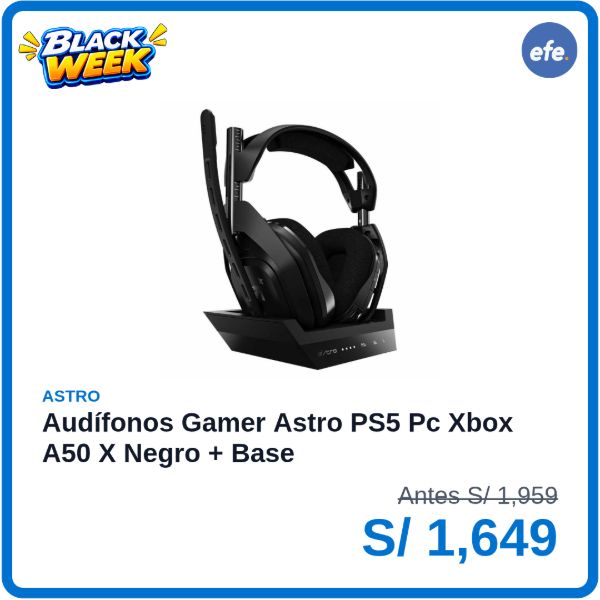 BLACK
WEEK
efe.
ASTRO
Audífonos Gamer Astro PS5 Pc Xbox
A50 X Negro + Base
Antes S/ 1,959
S/ 1,649